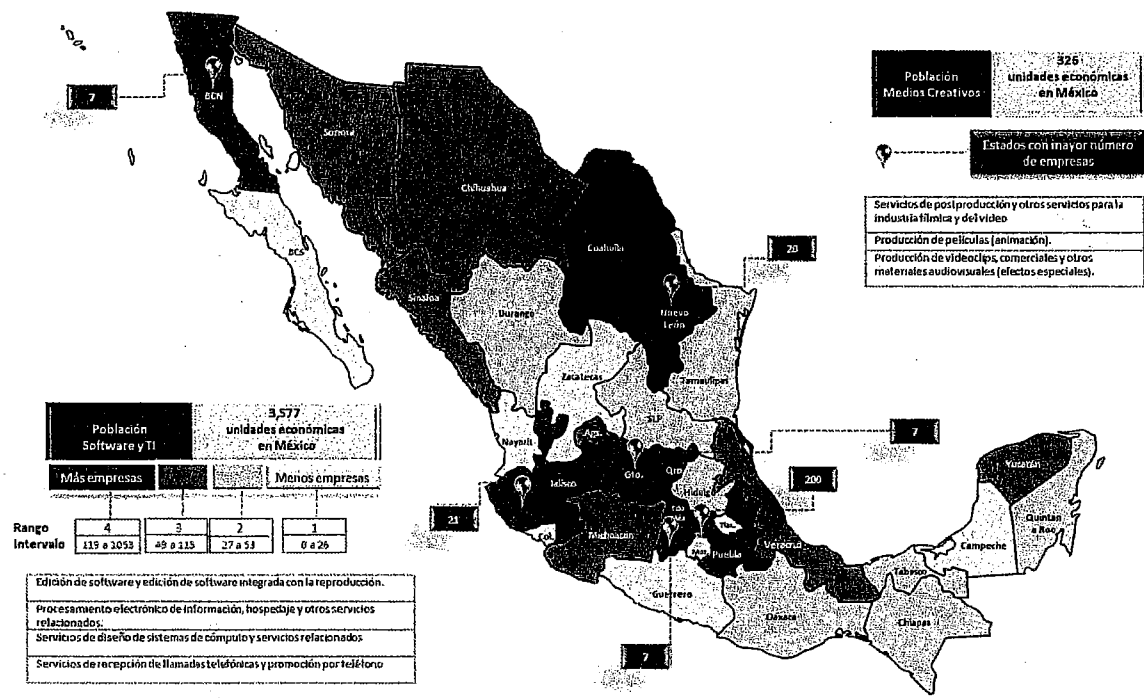 7
BCN
Sonora
Chihuahua
Coahuila
BCS
Sinaloa
Durango
Nuevo
León
20
Zacatecas
Tamaulipas
SLP
Nayarit
Ags.
Jalisco
Gto.
Qro.
Hidalgo
7
200
21
Col.
Michoacán
Edo
Mor.
Tlax.
Puebla
Veracruz
Guerrero
Oaxaca
Tabasco
Chiapas
Campeche
Yucatán
Quintan
a Roo
7
Población
Medios Creativos
326
unidades económicas
en México
Estados con mayor número
de empresas
Servicios de postproducción y otros servicios para la
industria fílmica y del video
Producción de películas (animación).
Producción de videoclips, comerciales y otros
materiales audiovisuales (efectos especiales).
Población
Software y TI
3,577
unidades económicas
en México
Más empresas
Menos empresas
Rango 4 3 2 1
Intervalo 119 a 1053 49 a 115 27 a 53 0 a 26
Edición de software y edición de software integrada con la reproducción.
Procesamiento electrónico de información, hospedaje y otros servicios
relacionados.
Servicios de diseño de sistemas de cómputo y servicios relacionados
Servicios de recepción de llamadas telefónicas y promoción por teléfono